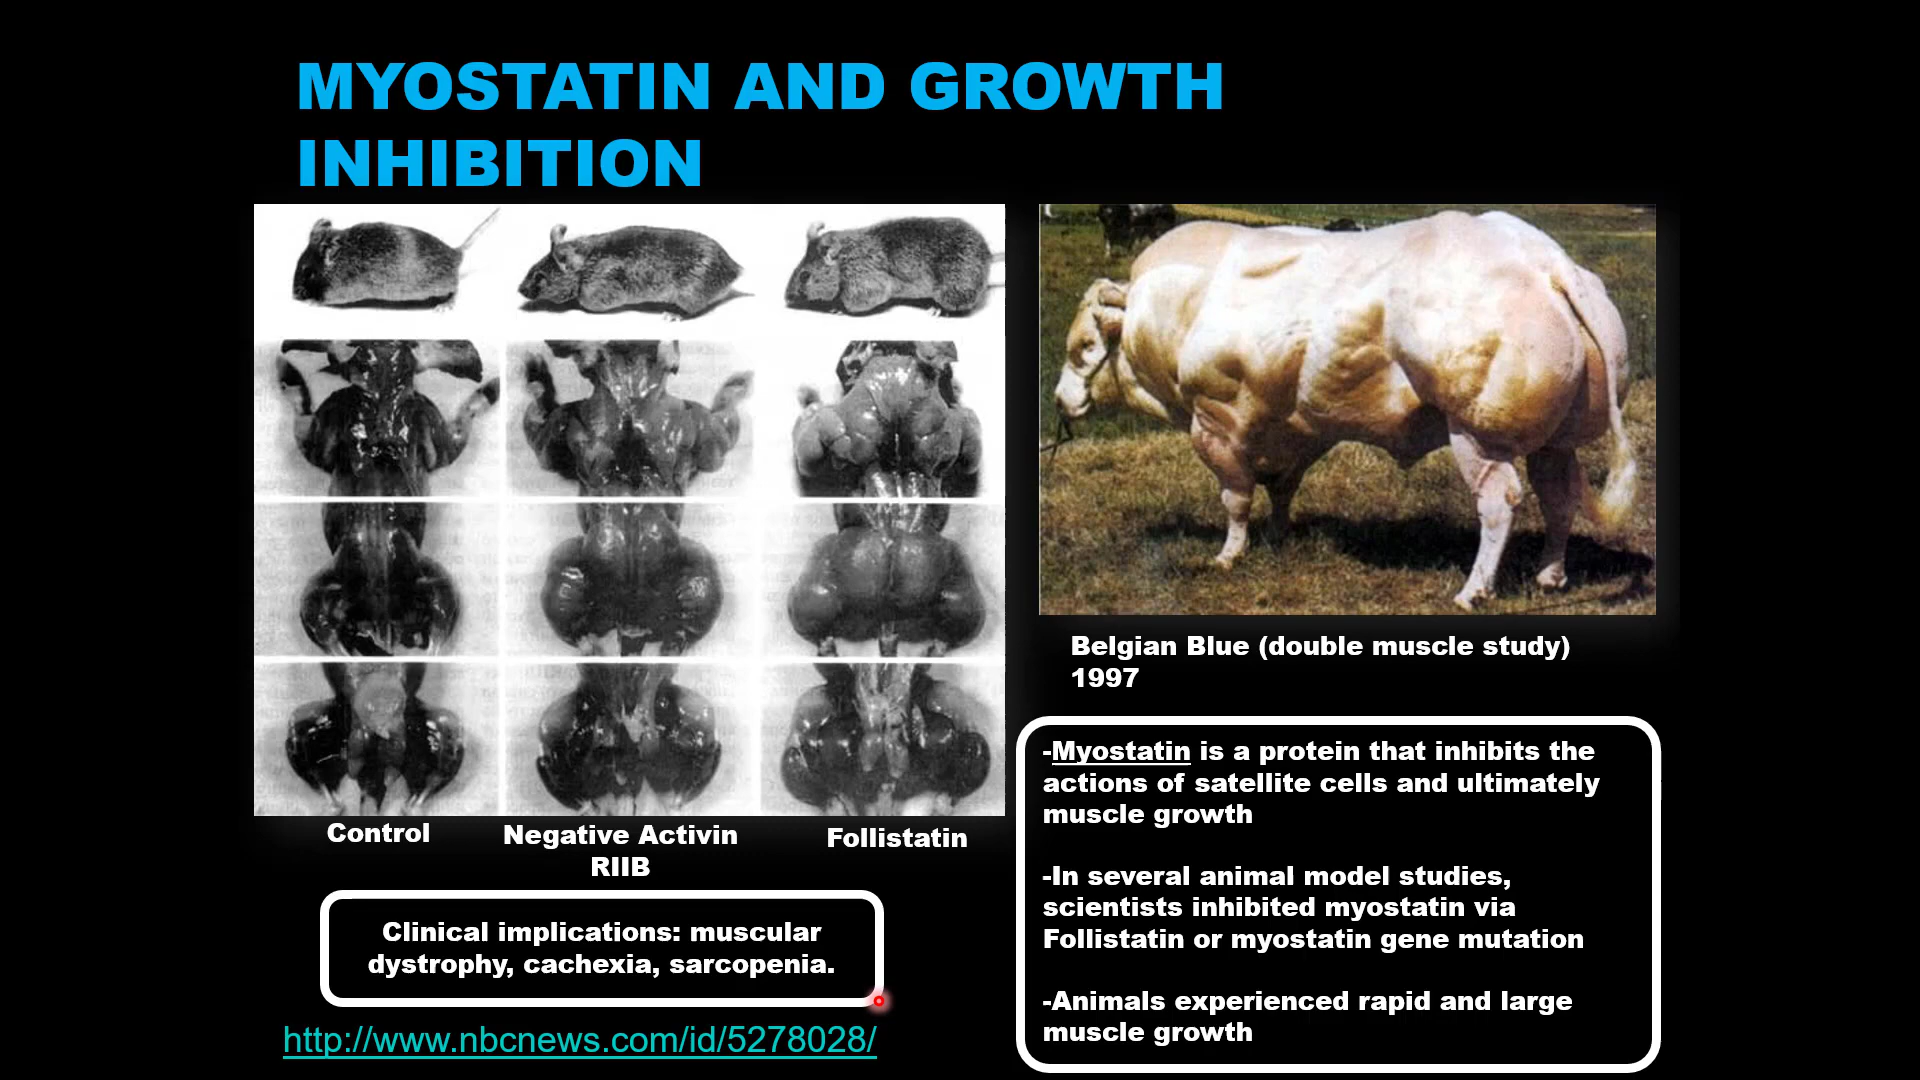 MYOSTATIN AND GROWTH
INHIBITION
Control
Negative Activin
RIIB
Follistatin
Clinical implications: muscular
dystrophy, cachexia, sarcopenia.
http://www.nbcnews.com/id/5278028/
Belgian Blue (double muscle study)
1997
-Myostatin is a protein that inhibits the
actions of satellite cells and ultimately
muscle growth
-In several animal model studies,
scientists inhibited myostatin via
Follistatin or myostatin gene mutation
-Animals experienced rapid and large
muscle growth